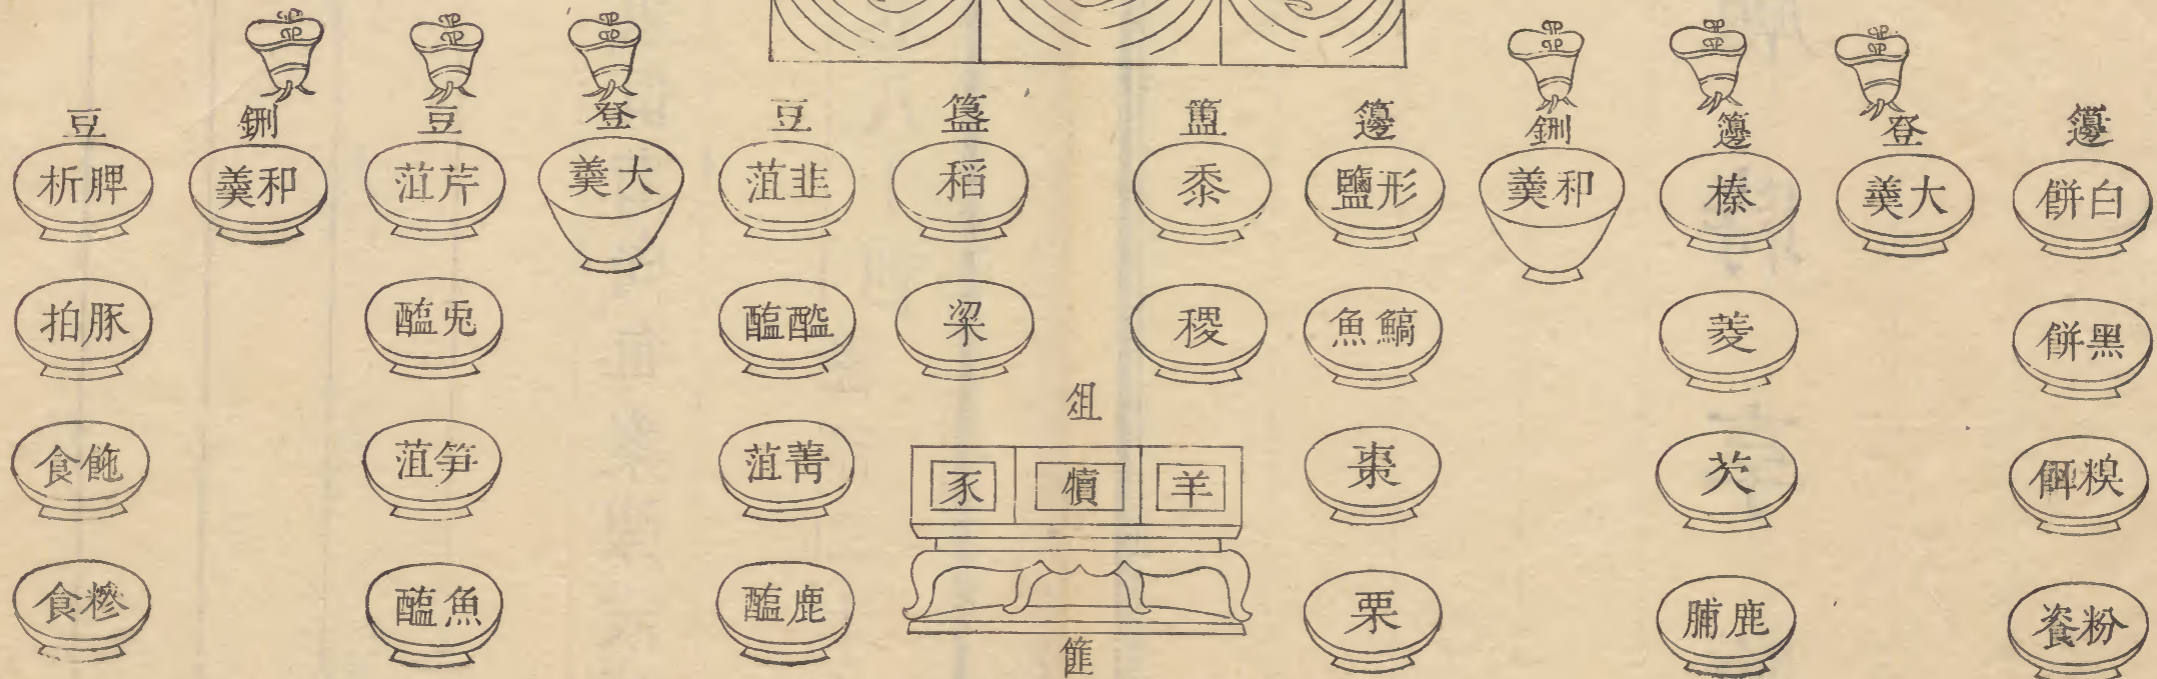 籩
白餅
黑餅
糗餌
粉餈
登
大羹
籩
榛
菱
芡
鹿脯
鉶
和羹
籩
形鹽
鰝魚
棗
栗
簠
黍
稷
俎
羊
犢
豕
篚
簋
稻
粱
豆
韭菹
醓醢
菁菹
鹿醢
登
大羹
豆
芹菹
兔醢
笋菹
魚醢
鉶
和羹
豆
脾析
豚拍
食
糝食